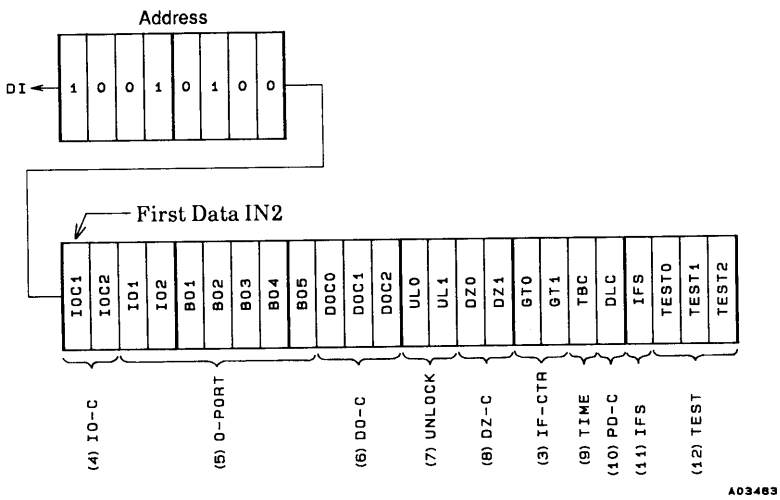 Address
DI
1 0 0 1 0 1 0 0
First Data IN2
IOC1 IOC2 IO1 IO2 BO1 BO2 BO3 BO4 BO5 DOC0 DOC1 DOC2 UL0 UL1 DZ0 DZ1 GT0 GT1 TBC DLC IFS TEST0 TEST1 TEST2
(4) IO-C
(5) O-PORT
(6) DO-C
(7) UNLOCK
(8) DZ-C
(3) IF-CTR
(9) TIME
(10) PD-C
(11) IFS
(12) TEST
A03463